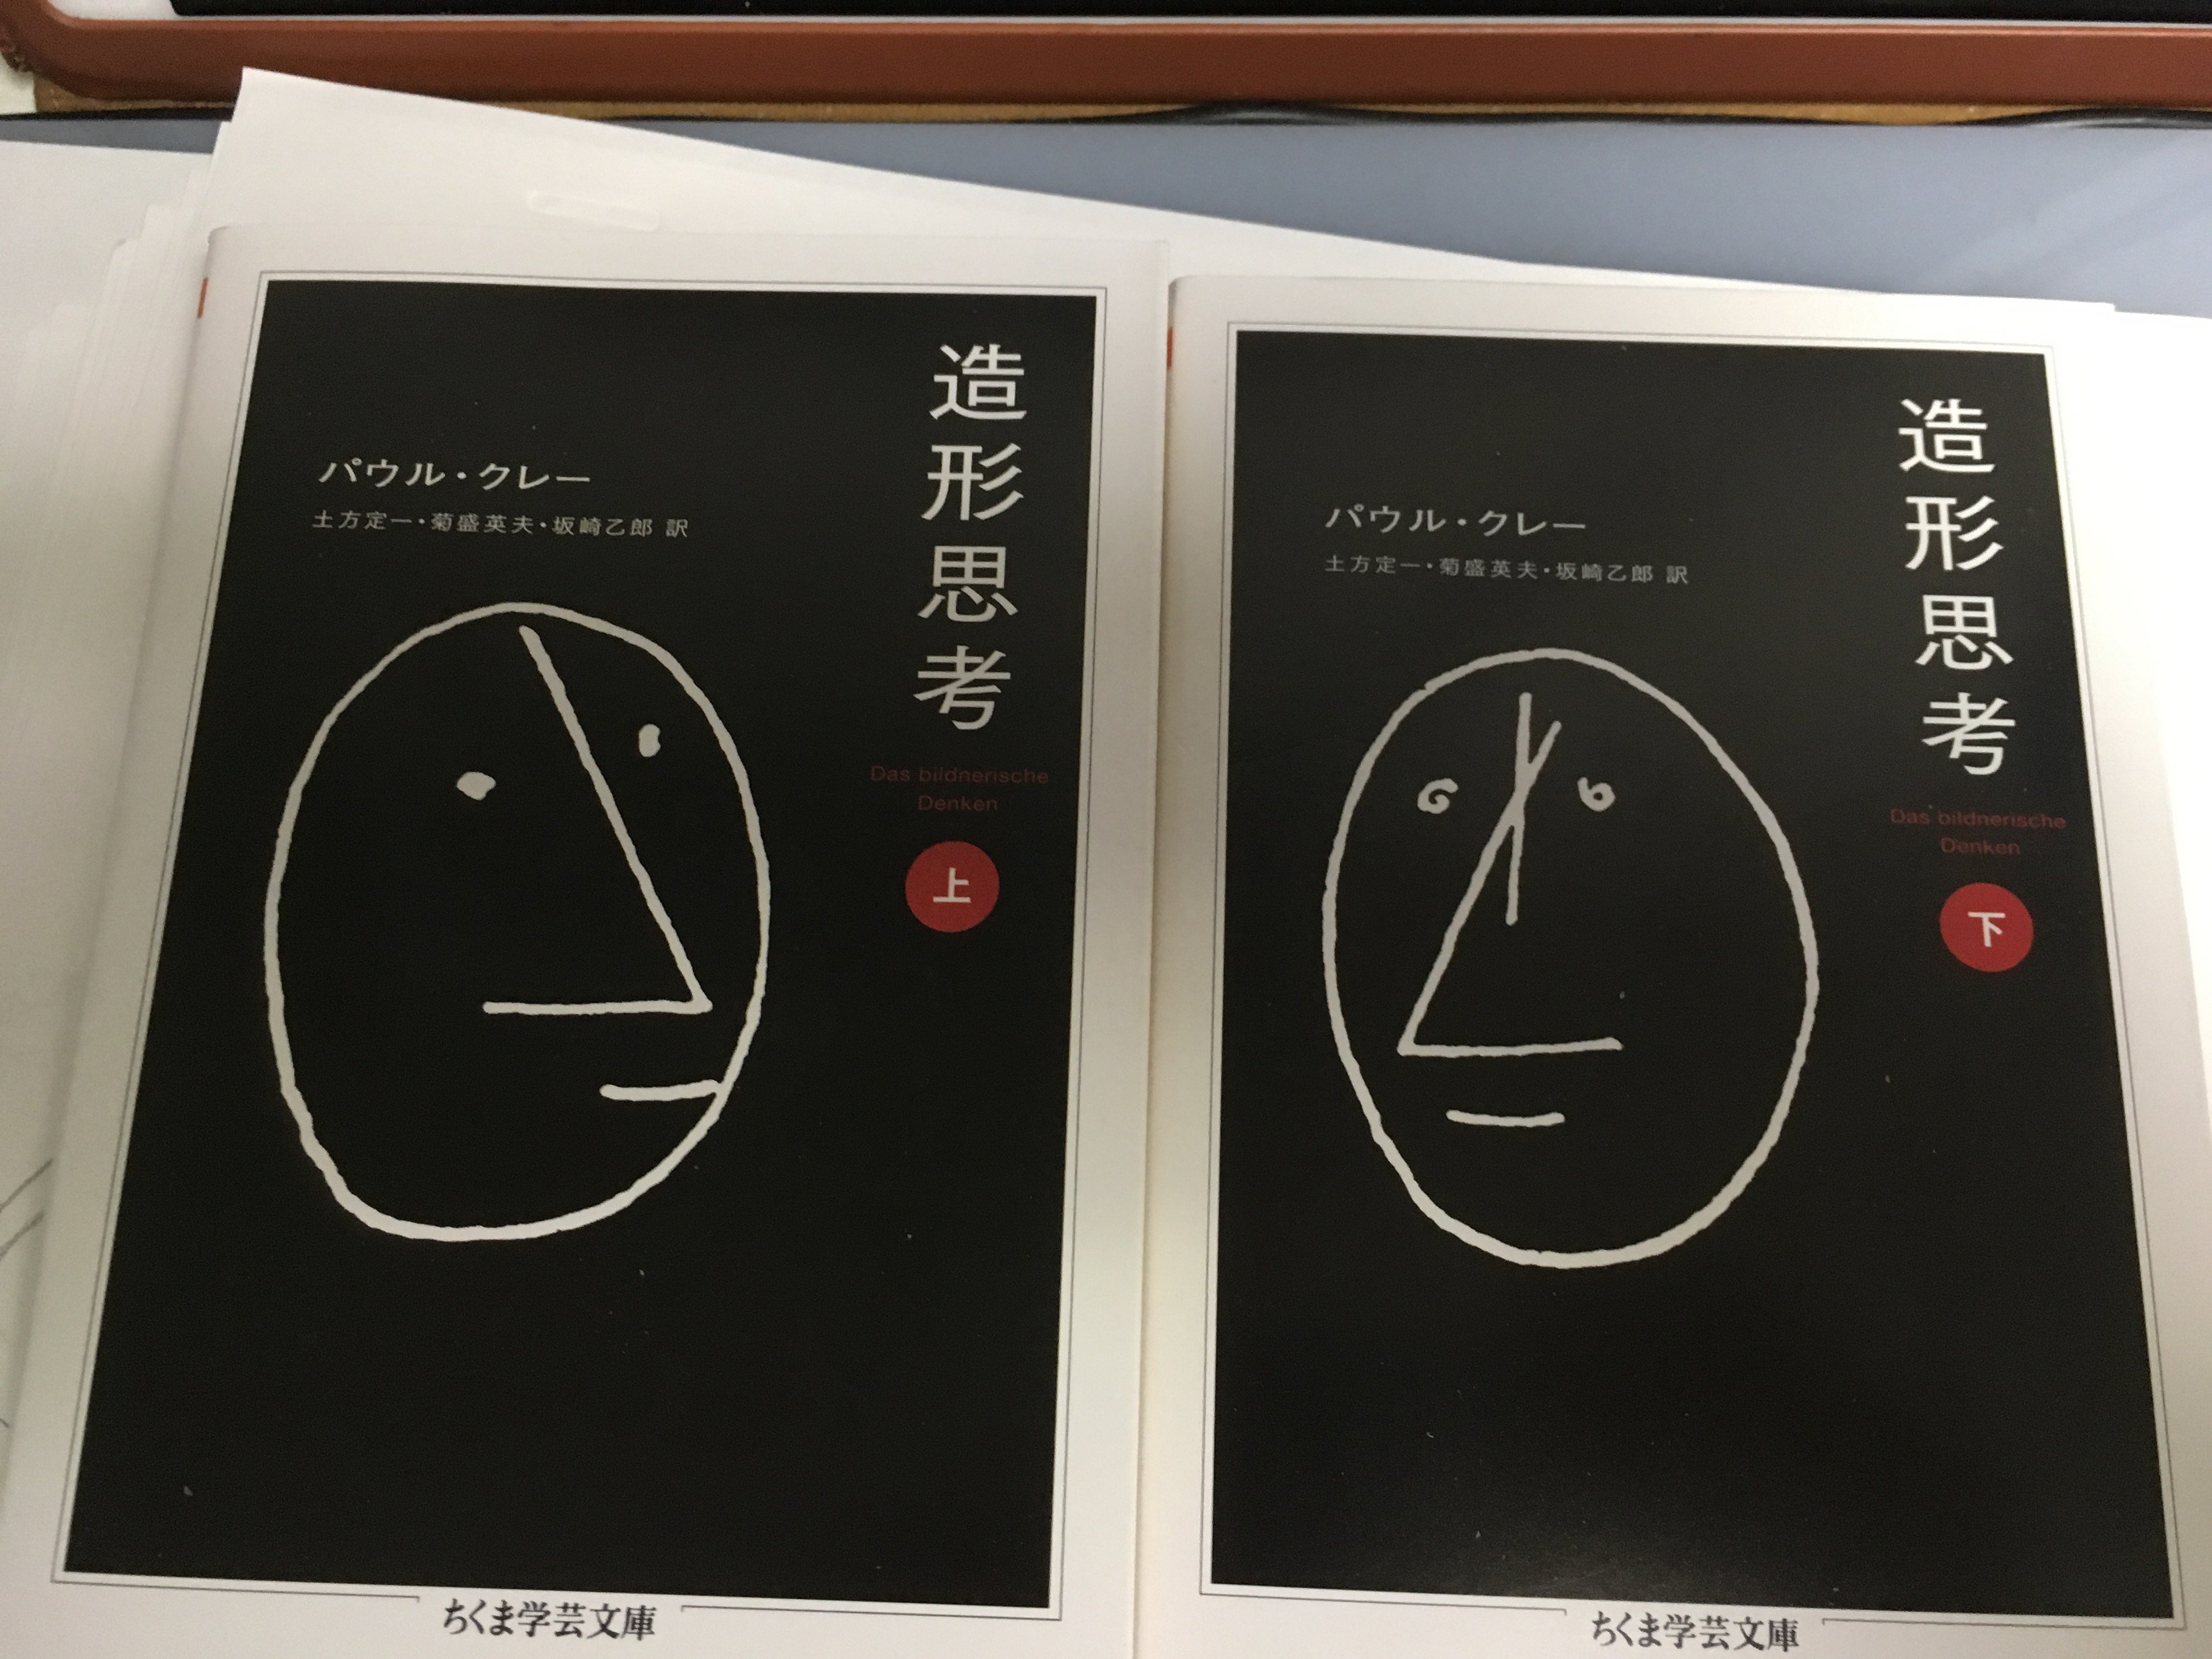 造形思考
パウル・クレー
土方定一・菊盛英夫・坂崎乙郎 訳
Das bildnerische
Denken
上
ちくま学芸文庫
造形思考
パウル・クレー
土方定一・菊盛英夫・坂崎乙郎 訳
Das bildnerische
Denken
下
ちくま学芸文庫